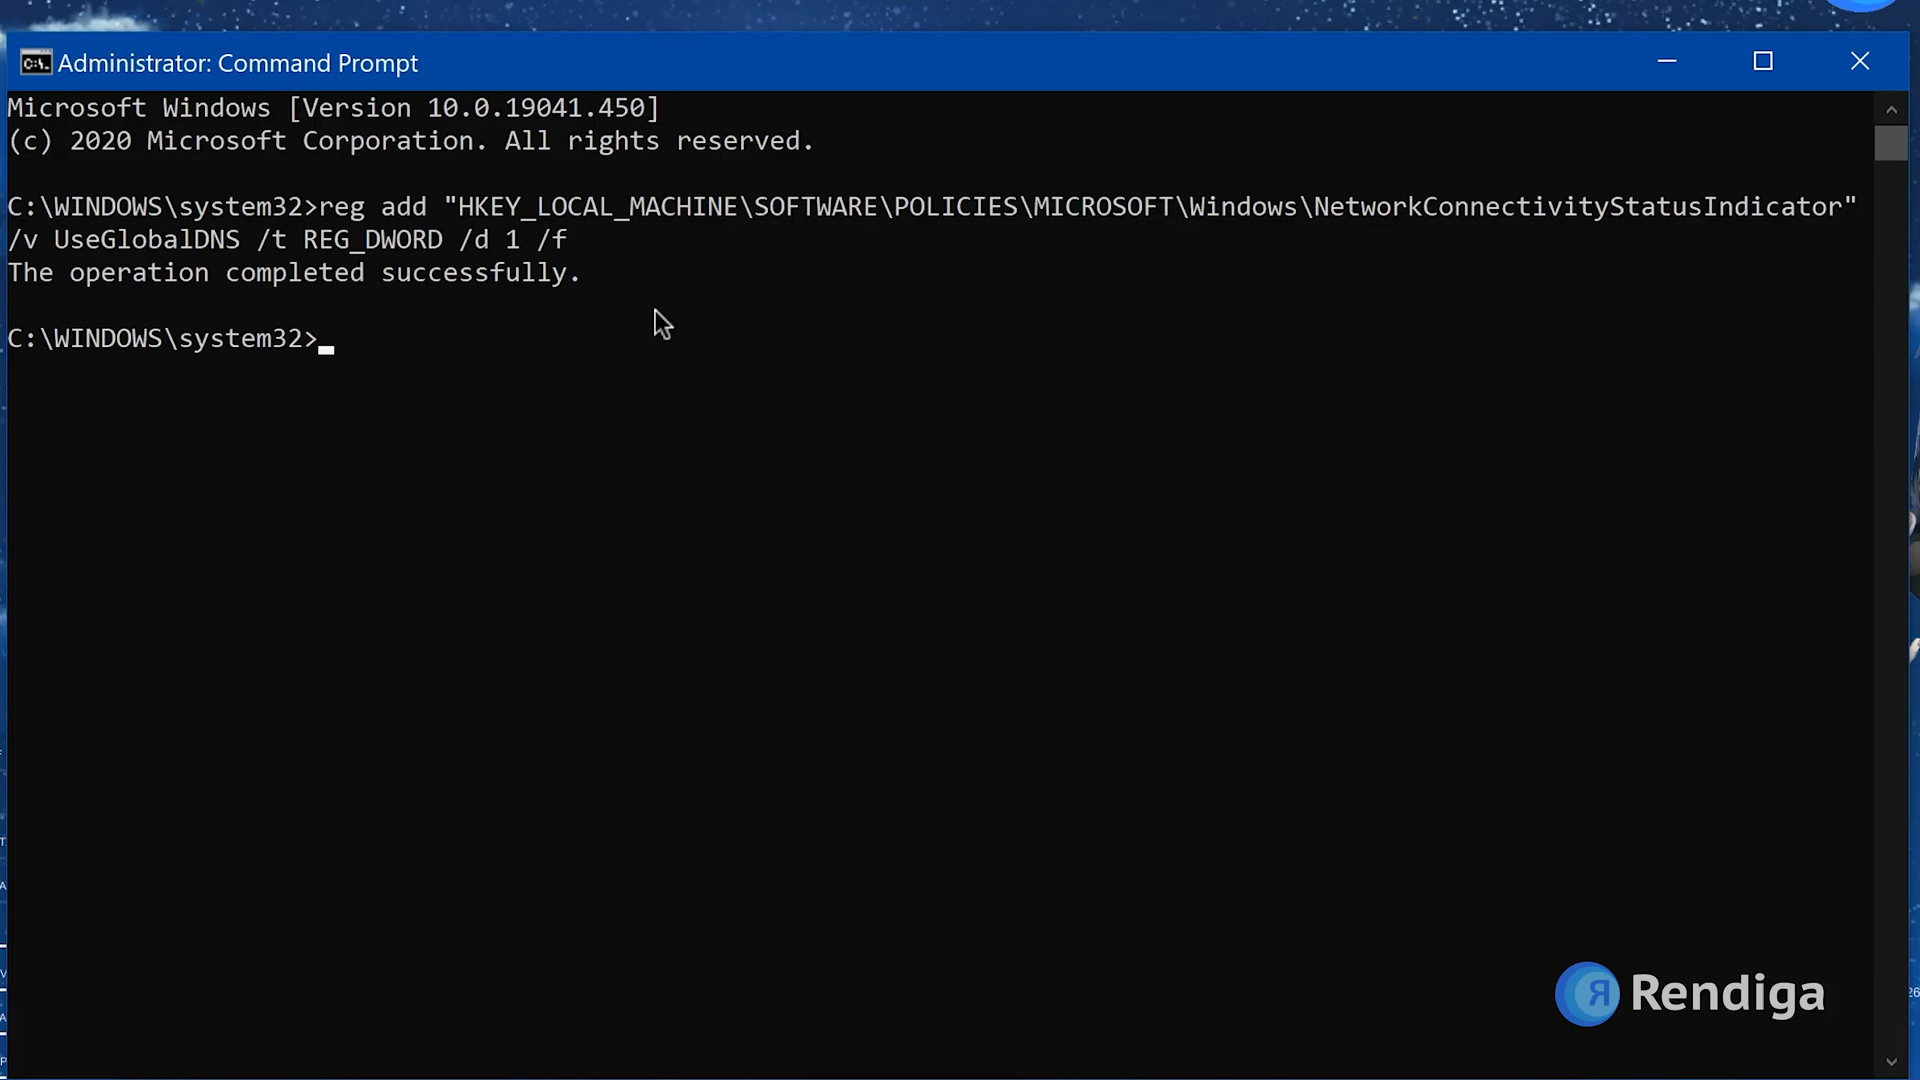 Administrator: Command Prompt
Microsoft Windows [Version 10.0.19041.450]
(c) 2020 Microsoft Corporation. All rights reserved.
C:\WINDOWS\system32>reg add "HKEY_LOCAL_MACHINE\SOFTWARE\POLICIES\MICROSOFT\Windows\NetworkConnectivityStatusIndicator"
/v UseGlobalDNS /t REG_DWORD /d 1 /f
The operation completed successfully.
C:\WINDOWS\system32>
Rendiga